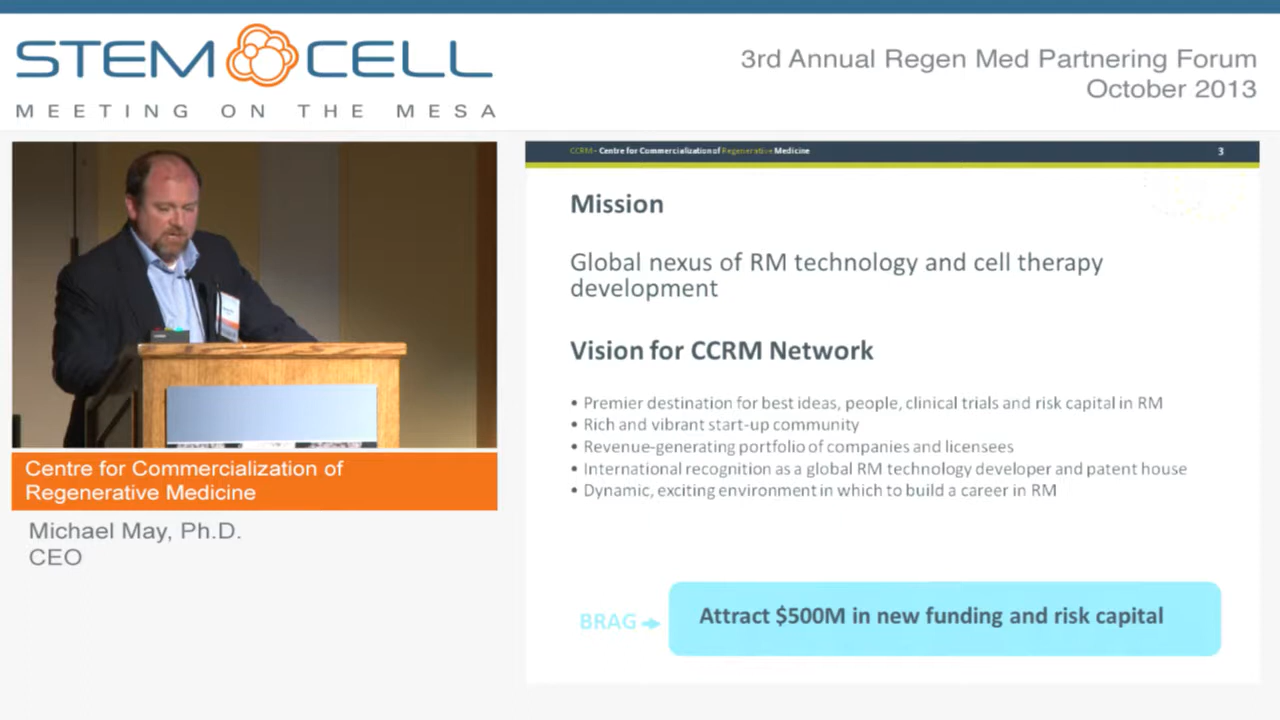 STEM CELL
MEETING ON THE MESA
3rd Annual Regen Med Partnering Forum
October 2013
CCRM - Centre for Commercialization of Regenerative Medicine
3
Mission
Global nexus of RM technology and cell therapy
development
Vision for CCRM Network
• Premier destination for best ideas, people, clinical trials and risk capital in RM
• Rich and vibrant start-up community
• Revenue-generating portfolio of companies and licensees
• International recognition as a global RM technology developer and patent house
• Dynamic, exciting environment in which to build a career in RM
BRAG
Attract $500M in new funding and risk capital
Centre for Commercialization of
Regenerative Medicine
Michael May, Ph.D.
CEO